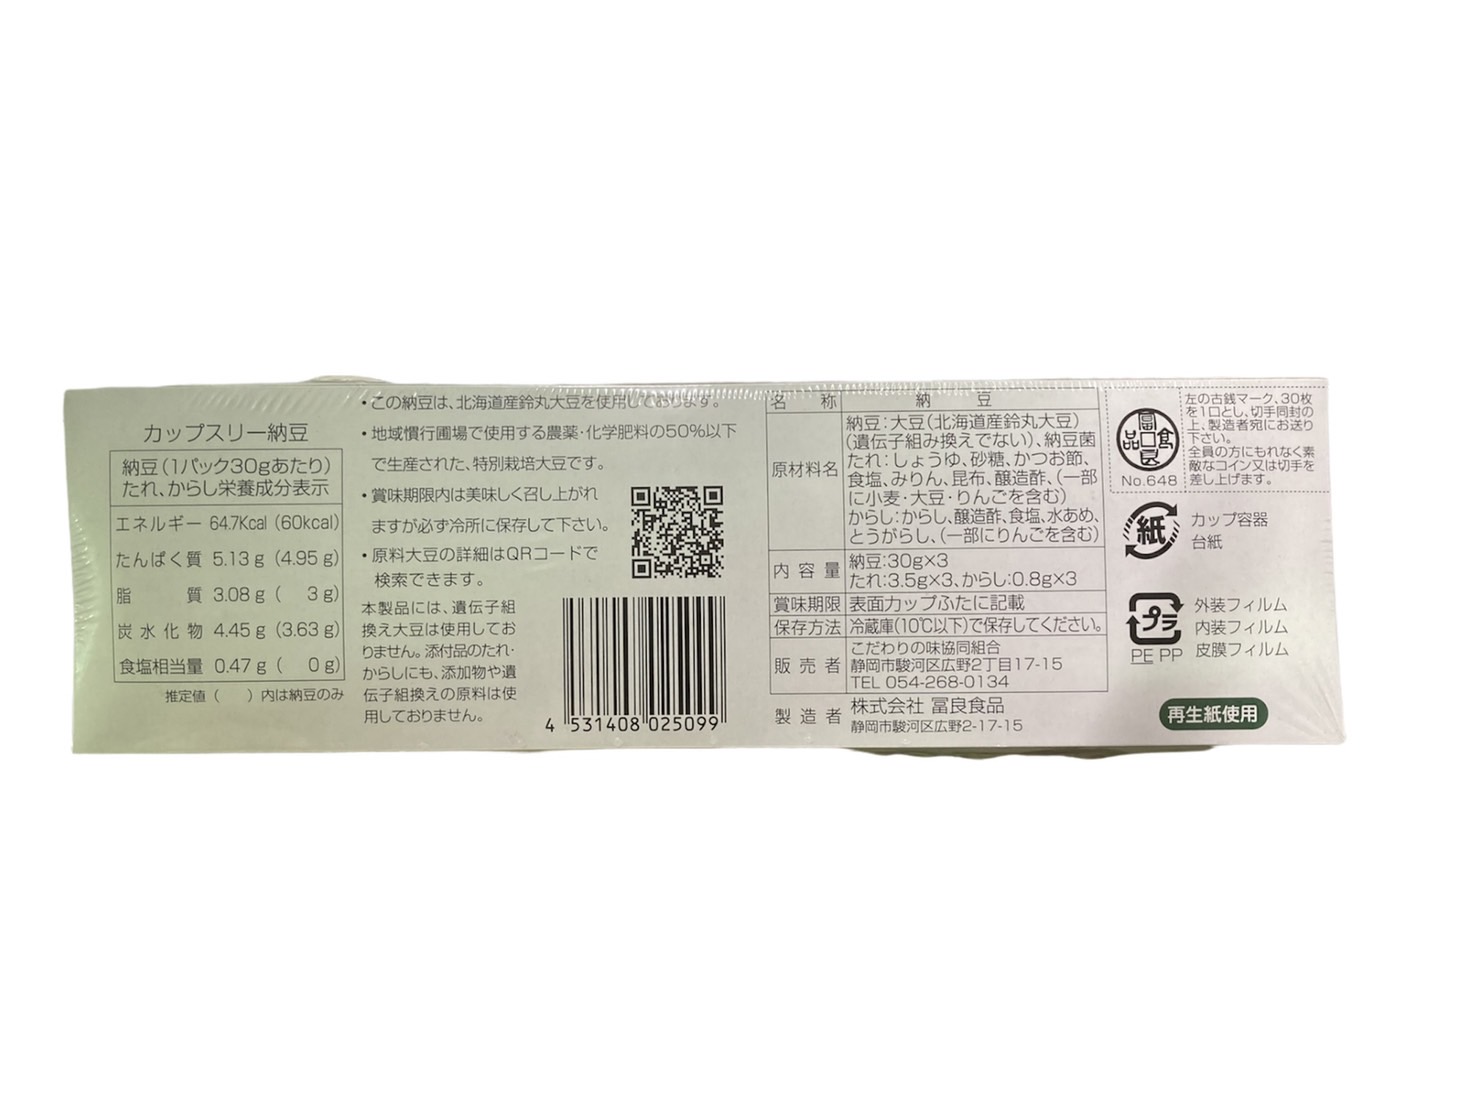 カップスリー納豆
納豆(1パック30gあたり)
たれ、からし栄養成分表示
エネルギー 64.7Kcal (60kcal)
たんぱく質 5.13g (4.95g)
脂質 3.08g ( 3g)
炭水化物 4.45g (3.63g)
食塩相当量 0.47g ( 0g)
推定値( )内は納豆のみ
・この納豆は、北海道産鈴丸大豆を使用しております。
・地域慣行圃場で使用する農薬・化学肥料の50%以下
で生産された、特別栽培大豆です。
・賞味期限内は美味しく召し上がれ
ますが必ず冷所に保存して下さい。
・原料大豆の詳細はQRコードで
検索できます。
本製品には、遺伝子組
換え大豆は使用してお
りません。添付品のたれ・
からしにも、添加物や遺
伝子組換えの原料は使
用しておりません。
4 531408 025099
名称 納豆
原材料名
納豆:大豆(北海道産鈴丸大豆)
(遺伝子組み換えでない)、納豆菌
たれ:しょうゆ、砂糖、かつお節、
食塩、みりん、昆布、醸造酢、(一部
に小麦・大豆・りんごを含む)
からし:からし、醸造酢、食塩、水あめ、
とうがらし、(一部にりんごを含む)
内容量
納豆:30g×3
たれ:3.5g×3、からし:0.8g×3
賞味期限 表面カップふたに記載
保存方法 冷蔵庫(10℃以下)で保存してください。
販売者
こだわりの味協同組合
静岡市駿河区広野2丁目17-15
TEL 054-268-0134
製造者
株式会社 冨良食品
静岡市駿河区広野2-17-15
冨良食品
No.648
左の古銭マーク、30枚
を1口とし、切手同封の
上、製造者宛にお送り
下さい。
全員の方にもれなく素
敵なコイン又は切手を
差し上げます。
紙
カップ容器
台紙
プラ
PE PP
外装フィルム
内装フィルム
皮膜フィルム
再生紙使用